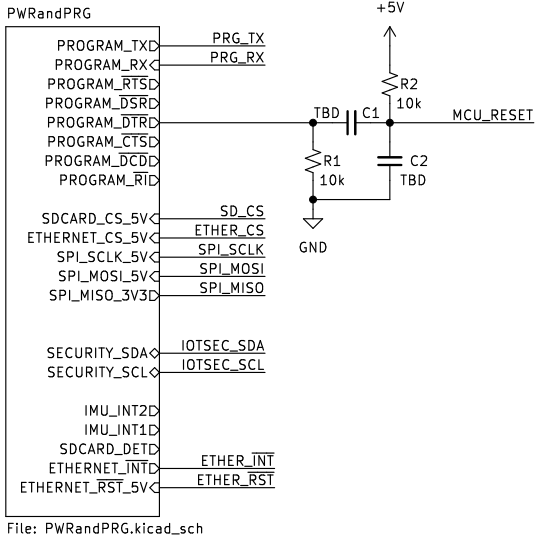 PWRandPRG
+5V
PROGRAM_TX
PRG_TX
PROGRAM_RX
PRG_RX
PROGRAM_RTS
R2
10k
PROGRAM_DSR
PROGRAM_DTR
TBD
C1
MCU_RESET
PROGRAM_CTS
PROGRAM_DCD
R1
10k
C2
TBD
PROGRAM_RI
SDCARD_CS_5V
SD_CS
ETHERNET_CS_5V
ETHER_CS
GND
SPI_SCLK_5V
SPI_SCLK
SPI_MOSI_5V
SPI_MOSI
SPI_MISO_3V3
SPI_MISO
SECURITY_SDA
IOTSEC_SDA
SECURITY_SCL
IOTSEC_SCL
IMU_INT2
IMU_INT1
SDCARD_DET
ETHERNET_INT
ETHER_INT
ETHERNET_RST_5V
ETHER_RST
File: PWRandPRG.kicad_sch